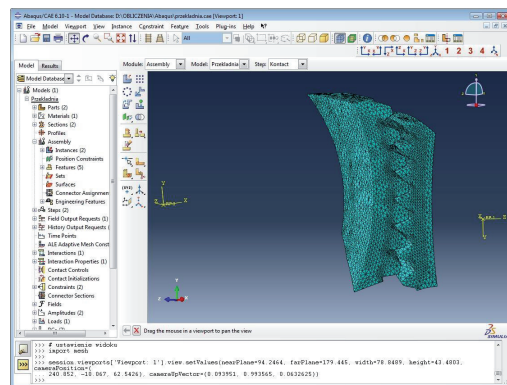 Abaqus/CAE 6.10-1 - Model Database: D:\OBLICZENIA\Abaqus\przekladnia.cae [Viewport: 1]
File Model Viewport View Instance Constraint Feature Tools Plug-ins Help
All
1 2 3 4
Model Results
Module: Assembly Model: Przekladnia Step: Kontact
Model Database
Models (1)
Przekladnia
Parts (2)
Materials (1)
Sections (2)
Profiles
Assembly
Instances (2)
Position Constraints
Features (5)
Sets
Surfaces
Connector Assignmen
Engineering Features
Steps (2)
Field Output Requests (1)
History Output Requests (
Time Points
ALE Adaptive Mesh Const
Interactions (1)
Interaction Properties (1)
Contact Controls
Contact Initializations
Constraints (2)
Connector Sections
Fields
Amplitudes (2)
Loads (1)
Drag the mouse in a viewport to pan the view
SIMULIA
>>> # ustawienie widoku
>>> import mesh
>>>
>>> session.viewports['Viewport: 1'].view.setValues(nearPlane=94.2464, farPlane=179.445, width=78.8489, height=43.4803,
cameraPosition=(
240.852, -10.067, 62.5426), cameraUpVector=(0.093951, 0.993565, 0.0632625))
>>>